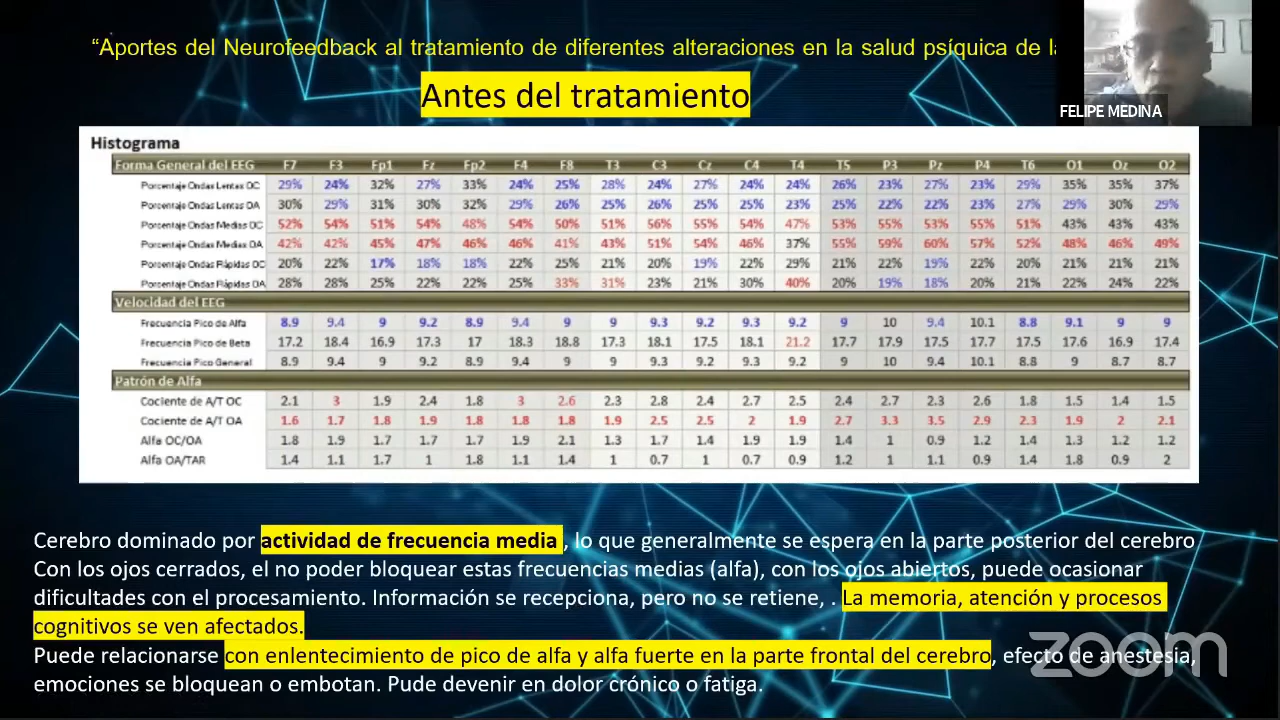 “Aportes del Neurofeedback al tratamiento de diferentes alteraciones en la salud psíquica de la
Antes del tratamiento
FELIPE MEDINA
Histograma
Forma General del EEG F7 F3 Fp1 Fz Fp2 F4 F8 T3 C3 Cz C4 T4 T5 P3 Pz P4 T6 O1 Oz O2
Porcentaje Ondas Lentas OC 29% 24% 32% 27% 33% 24% 25% 28% 24% 27% 24% 24% 26% 23% 27% 23% 29% 35% 35% 37%
Porcentaje Ondas Lentas OA 30% 29% 31% 30% 32% 29% 26% 25% 26% 25% 25% 23% 25% 22% 22% 23% 27% 29% 30% 29%
Porcentaje Ondas Medias OC 52% 54% 51% 54% 48% 54% 50% 51% 56% 55% 54% 47% 53% 55% 53% 55% 51% 43% 43% 43%
Porcentaje Ondas Medias OA 42% 42% 45% 47% 46% 46% 41% 43% 51% 54% 46% 37% 55% 59% 60% 57% 52% 48% 46% 49%
Porcentaje Ondas Rápidas OC 20% 22% 17% 18% 18% 22% 25% 21% 20% 19% 22% 29% 21% 22% 19% 22% 20% 21% 21% 21%
Porcentaje Ondas Rápidas OA 28% 28% 25% 22% 22% 25% 33% 31% 23% 21% 30% 40% 20% 19% 18% 20% 21% 22% 24% 22%
Velocidad del EEG
Frecuencia Pico de Alfa 8.9 9.4 9 9.2 8.9 9.4 9 9 9.3 9.2 9.3 9.2 9 10 9.4 10.1 8.8 9.1 9 9
Frecuencia Pico de Beta 17.2 18.4 16.9 17.3 17 18.3 18.8 17.3 18.1 17.5 18.1 21.2 17.7 17.9 17.5 17.7 17.5 17.6 16.9 17.4
Frecuencia Pico General 8.9 9.4 9 9.2 8.9 9.4 9 9 9.3 9.2 9.3 9.2 9 10 9.4 10.1 8.8 9 8.7 8.7
Patrón de Alfa
Cociente de A/T OC 2.1 3 1.9 2.4 1.8 3 2.6 2.3 2.8 2.4 2.7 2.5 2.4 2.7 2.3 2.6 1.8 1.5 1.4 1.5
Cociente de A/T OA 1.6 1.7 1.8 1.9 1.8 1.8 1.8 1.9 2.5 2.5 2 1.9 2.7 3.3 3.5 2.9 2.3 1.9 2 2.1
Alfa OC/OA 1.8 1.9 1.7 1.7 1.7 1.9 2.1 1.3 1.7 1.4 1.9 1.9 1.4 1 0.9 1.2 1.4 1.3 1.2 1.2
Alfa OA/TAR 1.4 1.1 1.7 1 1.8 1.1 1.4 1 0.7 1 0.7 0.9 1.2 1 1.1 0.9 1.4 1.8 0.9 2
Cerebro dominado por actividad de frecuencia media , lo que generalmente se espera en la parte posterior del cerebro
Con los ojos cerrados, el no poder bloquear estas frecuencias medias (alfa), con los ojos abiertos, puede ocasionar
dificultades con el procesamiento. Información se recepciona, pero no se retiene, . La memoria, atención y procesos
cognitivos se ven afectados.
Puede relacionarse con enlentecimiento de pico de alfa y alfa fuerte en la parte frontal del cerebro, efecto de anestesia,
emociones se bloquean o embotan. Pude devenir en dolor crónico o fatiga.
zoom